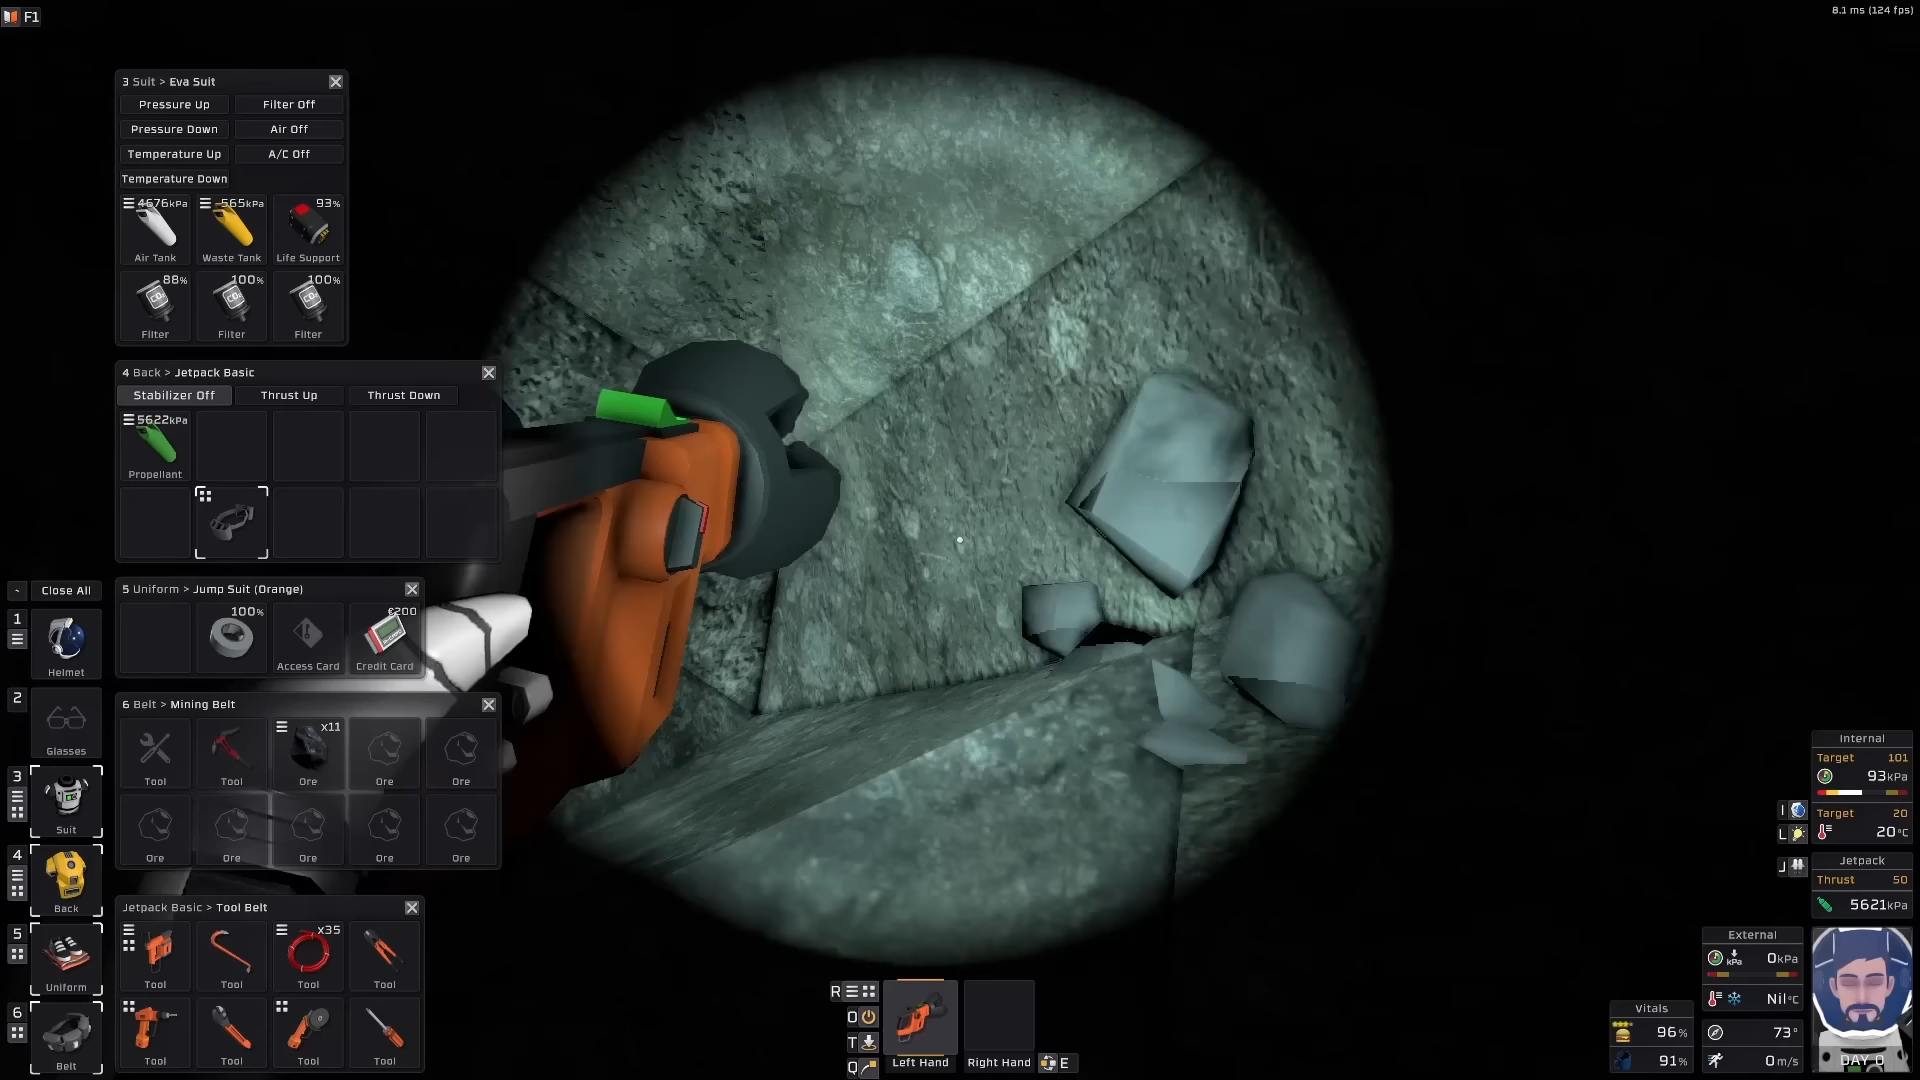 F1
8.1 ms (124 fps)
3 Suit > Eva Suit
Pressure Up
Filter Off
Pressure Down
Air Off
Temperature Up
A/C Off
Temperature Down
4676kPa
565kPa
93%
Air Tank
Waste Tank
Life Support
88%
100%
100%
Filter
Filter
Filter
4 Back > Jetpack Basic
Stabilizer Off
Thrust Up
Thrust Down
5622kPa
Propellant
5 Uniform > Jump Suit (Orange)
100%
€200
Access Card
Credit Card
6 Belt > Mining Belt
x11
Tool
Tool
Ore
Ore
Ore
Ore
Ore
Ore
Ore
Ore
Jetpack Basic > Tool Belt
x35
Tool
Tool
Tool
Tool
Tool
Tool
Tool
Tool
~
Close All
1
Helmet
2
Glasses
3
Suit
4
Back
5
Uniform
6
Belt
R
O
T
Q
Left Hand
Right Hand
E
Internal
Target 101
93kPa
Target 20
20°C
I
L
J
Jetpack
Thrust 50
5621kPa
External
kPa
0kPa
Nil°C
73°
0m/s
Vitals
96%
91%
DAY 0